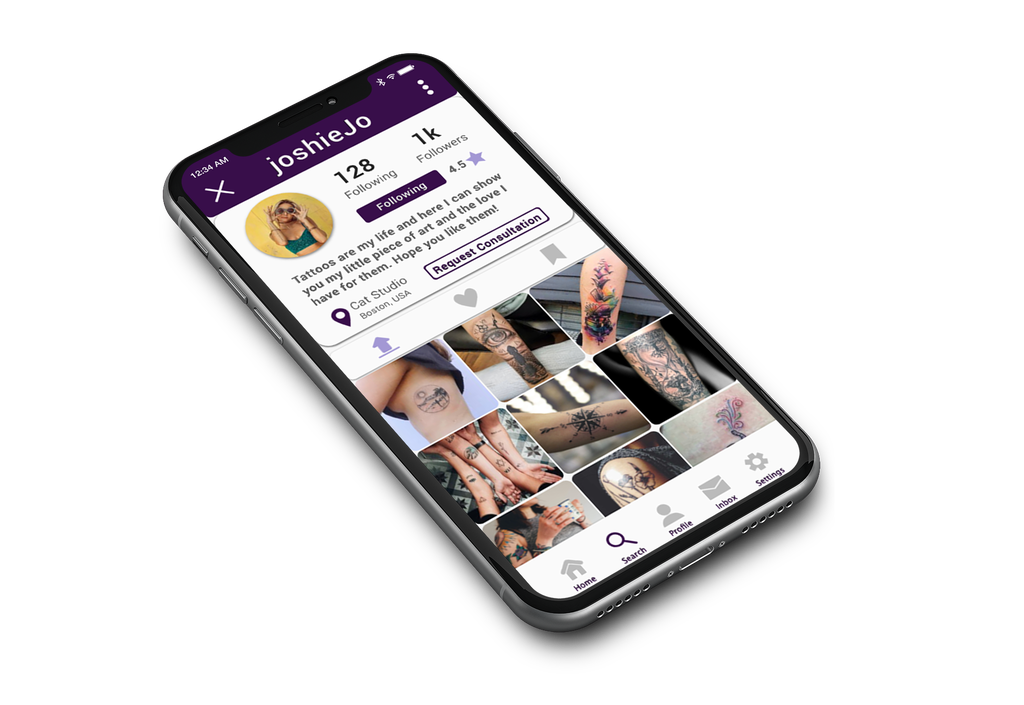 12:34 AM
joshieJo
128
Following
1k
Followers
Following
4.5
Tattoos are my life and here I can show
you my little piece of art and the love I
have for them. Hope you like them!
Cat Studio
Boston, USA
Request Consultation
Home
Search
Profile
Inbox
Settings